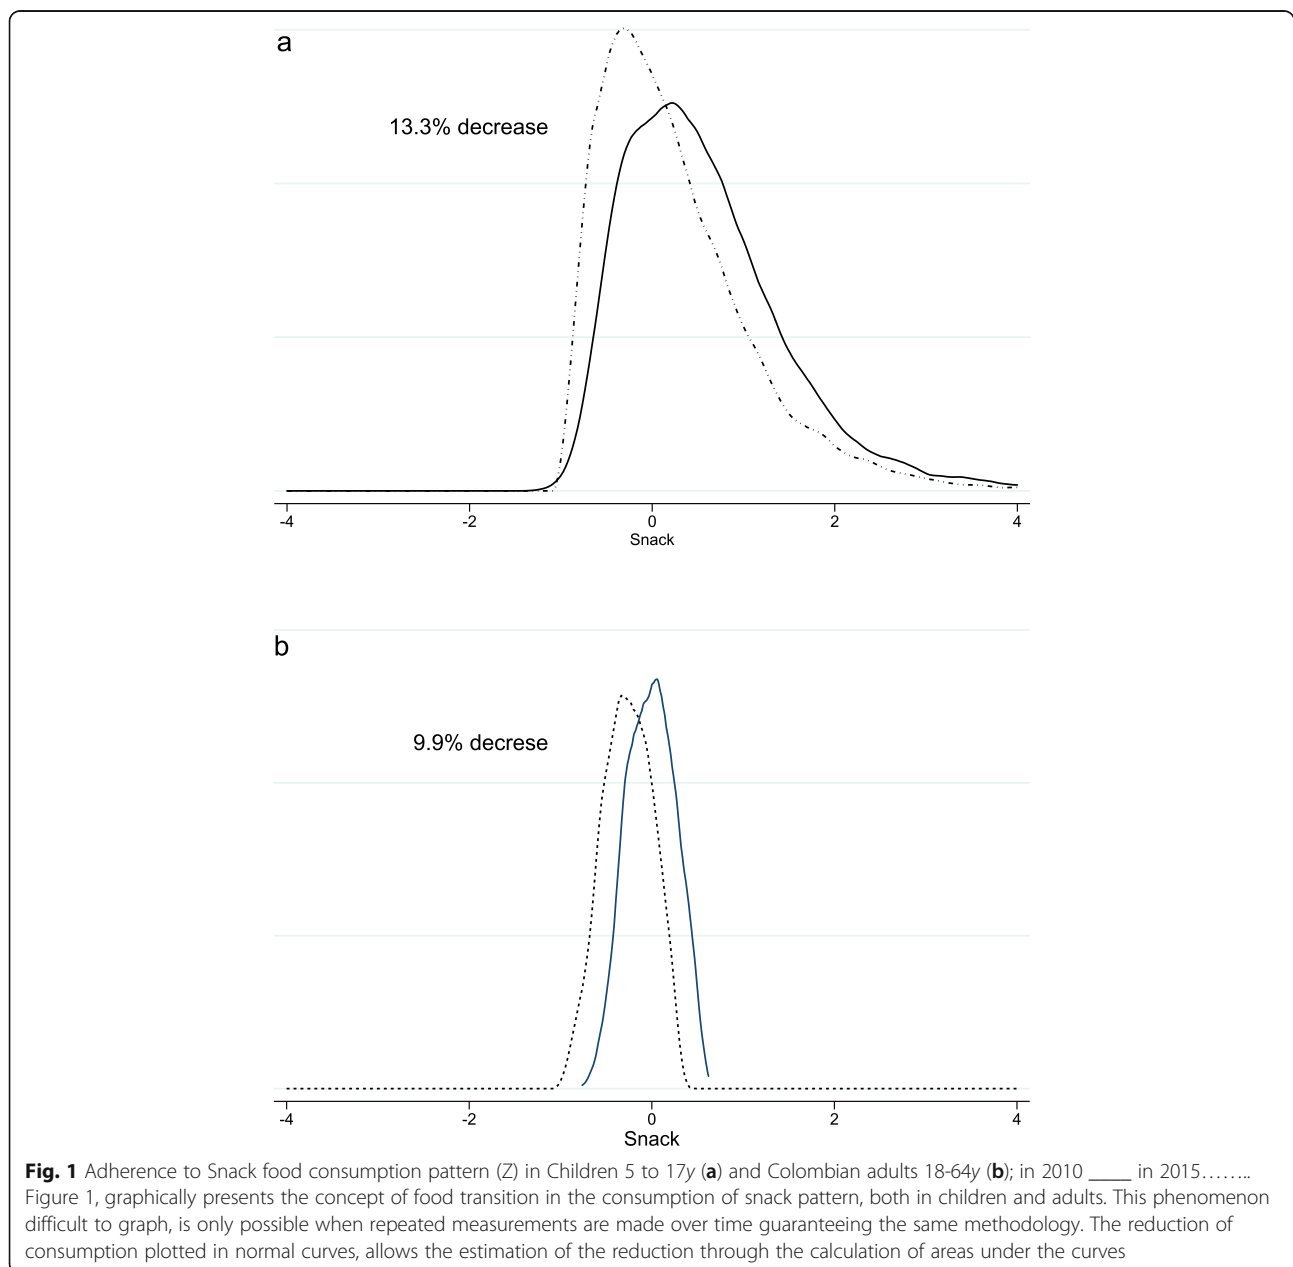 a
13.3% decrease
-4 -2 0 2 4
Snack
b
9.9% decrese
-4 -2 0 2 4
Snack
Fig. 1 Adherence to Snack food consumption pattern (Z) in Children 5 to 17y (a) and Colombian adults 18-64y (b); in 2010 ____ in 2015……..
Figure 1, graphically presents the concept of food transition in the consumption of snack pattern, both in children and adults. This phenomenon
difficult to graph, is only possible when repeated measurements are made over time guaranteeing the same methodology. The reduction of
consumption plotted in normal curves, allows the estimation of the reduction through the calculation of areas under the curves